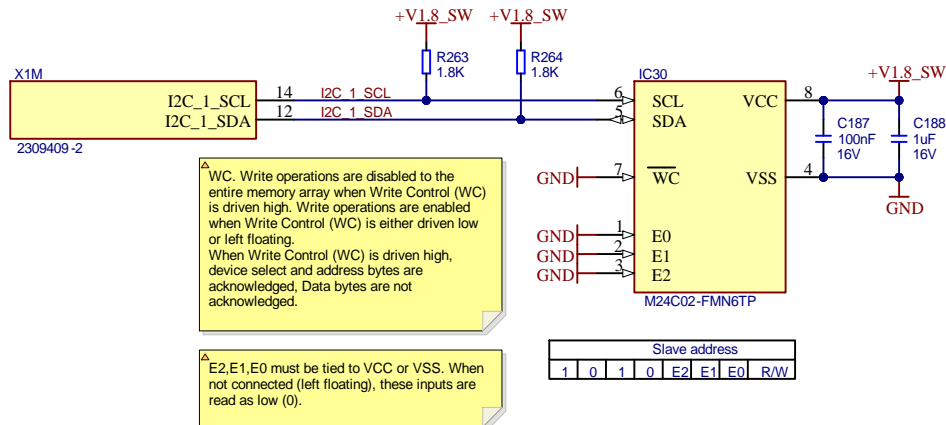 +V1.8_SW
+V1.8_SW
R263
1.8K
R264
1.8K
X1M
I2C_1_SCL
14
I2C_1_SCL
I2C_1_SDA
12
I2C_1_SDA
2309409-2
IC30
6
SCL
5
SDA
GND
7
WC
GND
1
E0
GND
2
E1
GND
3
E2
VCC
8
VSS
4
M24C02-FMN6TP
+V1.8_SW
C187
100nF
16V
C188
1uF
16V
GND
WC. Write operations are disabled to the
entire memory array when Write Control (WC)
is driven high. Write operations are enabled
when Write Control (WC) is either driven low
or left floating.
When Write Control (WC) is driven high,
device select and address bytes are
acknowledged, Data bytes are not
acknowledged.
E2,E1,E0 must be tied to VCC or VSS. When
not connected (left floating), these inputs are
read as low (0).
Slave address
1 0 1 0 E2 E1 E0 R/W